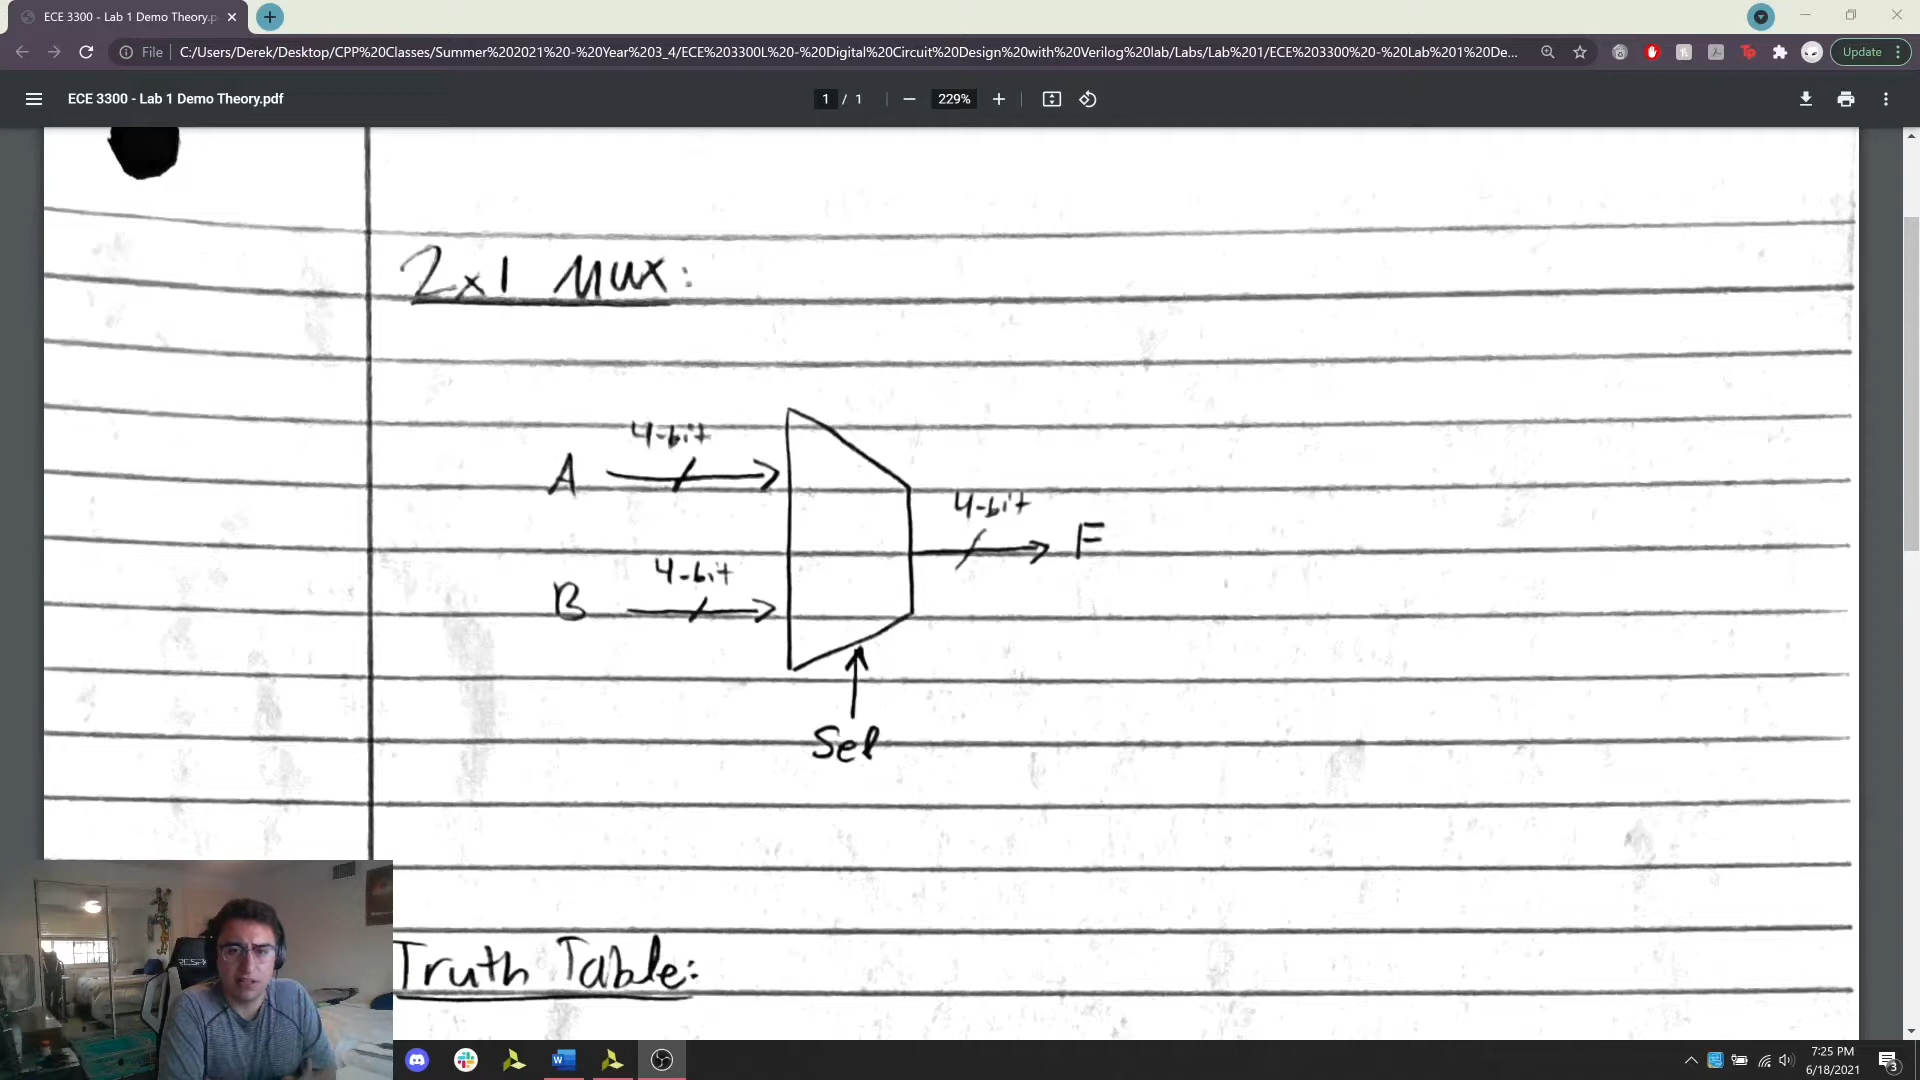 ECE 3300 - Lab 1 Demo Theory.p
File C:/Users/Derek/Desktop/CPP%20Classes/Summer%202021%20-%20Year%203_4/ECE%203300L%20-%20Digital%20Circuit%20Design%20with%20Verilog%20lab/Labs/Lab%201/ECE%203300%20-%20Lab%201%20De... Update
ECE 3300 - Lab 1 Demo Theory.pdf 1 / 1 229%
2x1 Mux:
4-bit
A
4-bit
F
4-bit
B
Sel
Truth Table:
RESPA
7:25 PM
6/18/2021
3